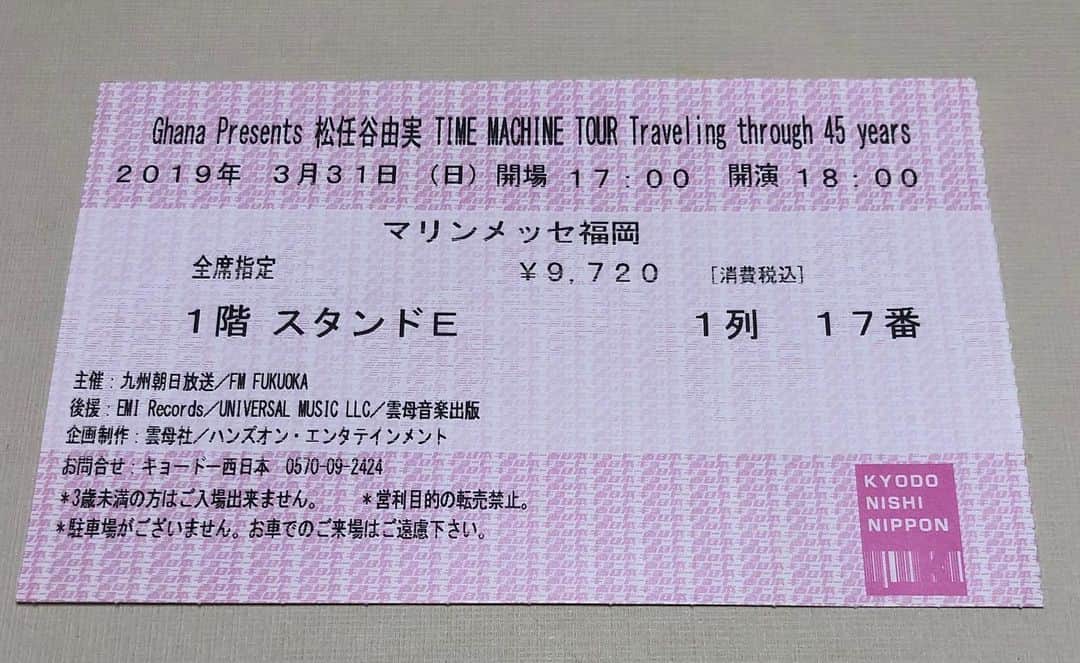 Ghana Presents 松任谷由実 TIME MACHINE TOUR Traveling through 45 years
２０１９年　３月３１日　（日）開場 １７：００　開演 １８：００
マリンメッセ福岡
全席指定　￥９，７２０　［消費税込］
１階 スタンドＥ　１列　１７番
主催：九州朝日放送／FM FUKUOKA
後援：EMI Records／UNIVERSAL MUSIC LLC／雲母音楽出版
企画制作：雲母社／ハンズオン・エンタテインメント
お問合せ：キョードー西日本　0570-09-2424
＊3歳未満の方はご入場出来ません。　＊営利目的の転売禁止。
＊駐車場がございません。お車でのご来場はご遠慮下さい。
KYODO
NISHI
NIPPON